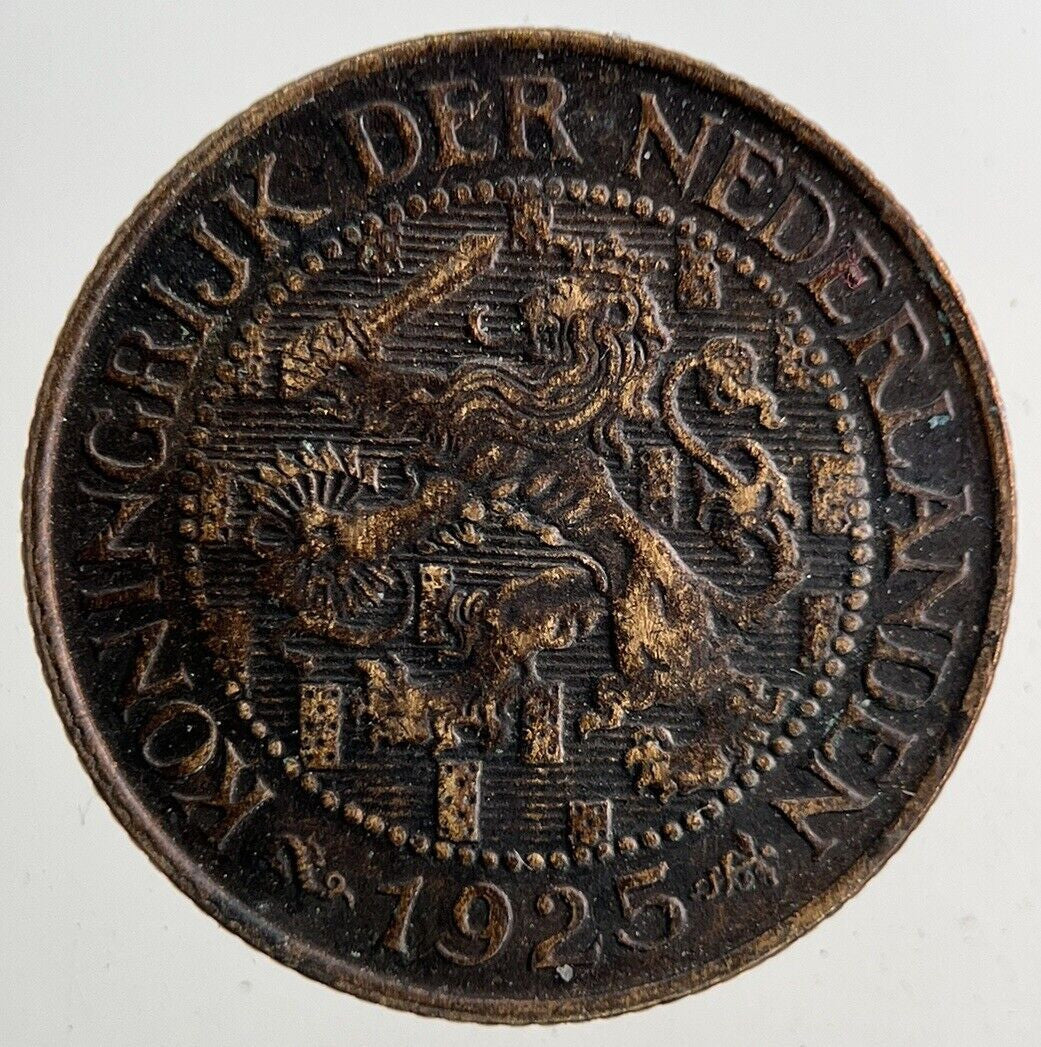 KONINGRIJK DER NEDERLANDEN
1925